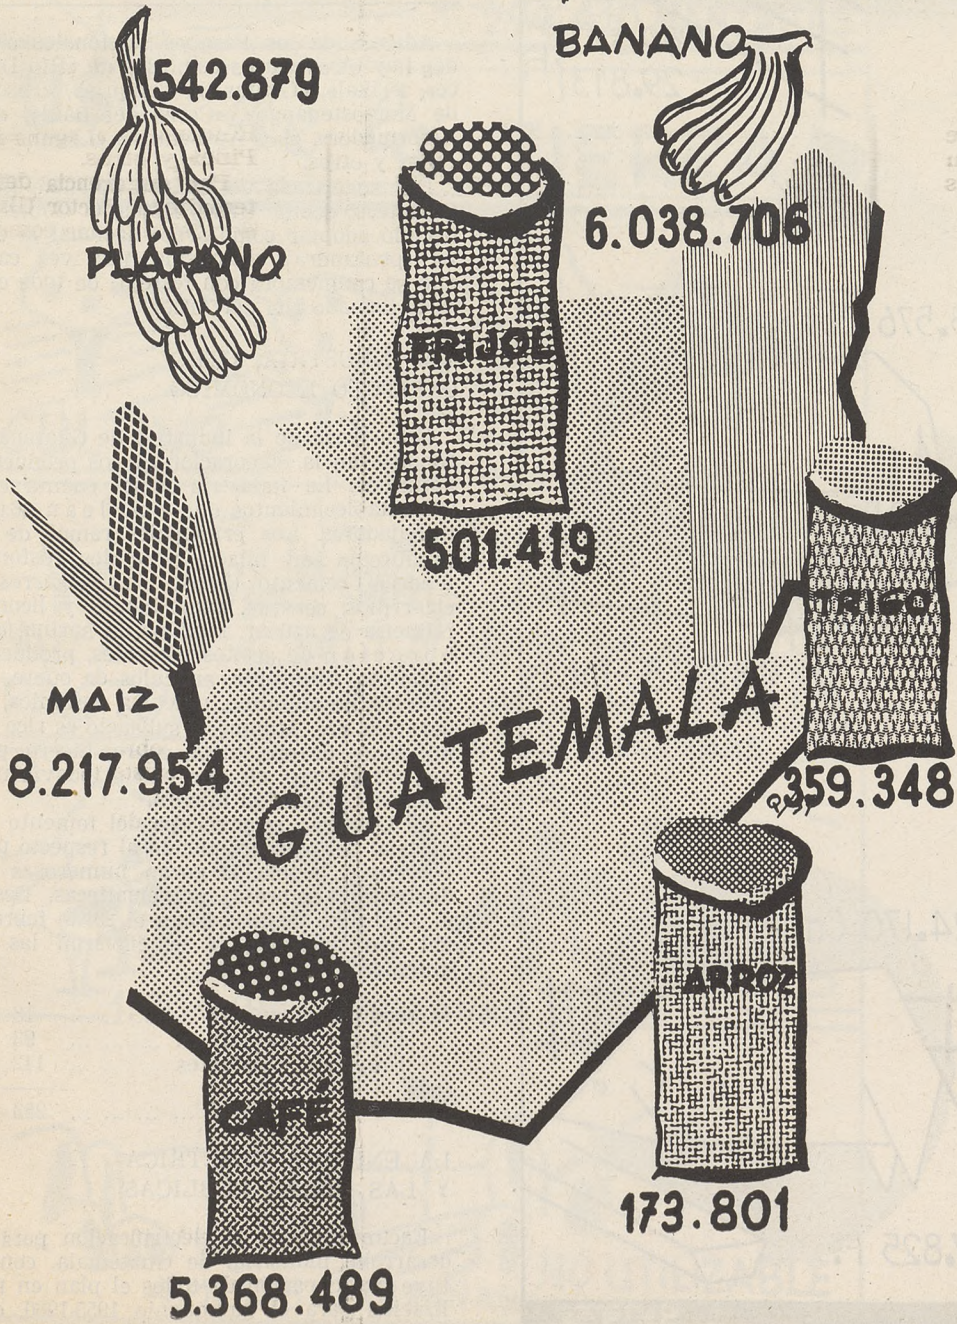 BANANO
542.879
6.038.706
PLÁTANO
FRIJOL
501.419
TRIGO
MAIZ
GUATEMALA
8.217.954
359.348
ARROZ
CAFÉ
173.801
5.368.489